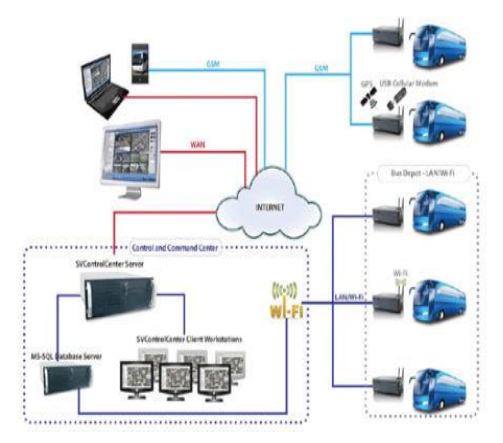 GSM
GSM
GPS
USB Cellular Modem
WAN
Bus Depot - LAN/Wi-Fi
INTERNET
Control and Command Center
SVControlCenter Server
Wi-Fi
Wi-Fi
LAN/Wi-Fi
SVControlCenter Client Workstations
MS-SQL Database Server